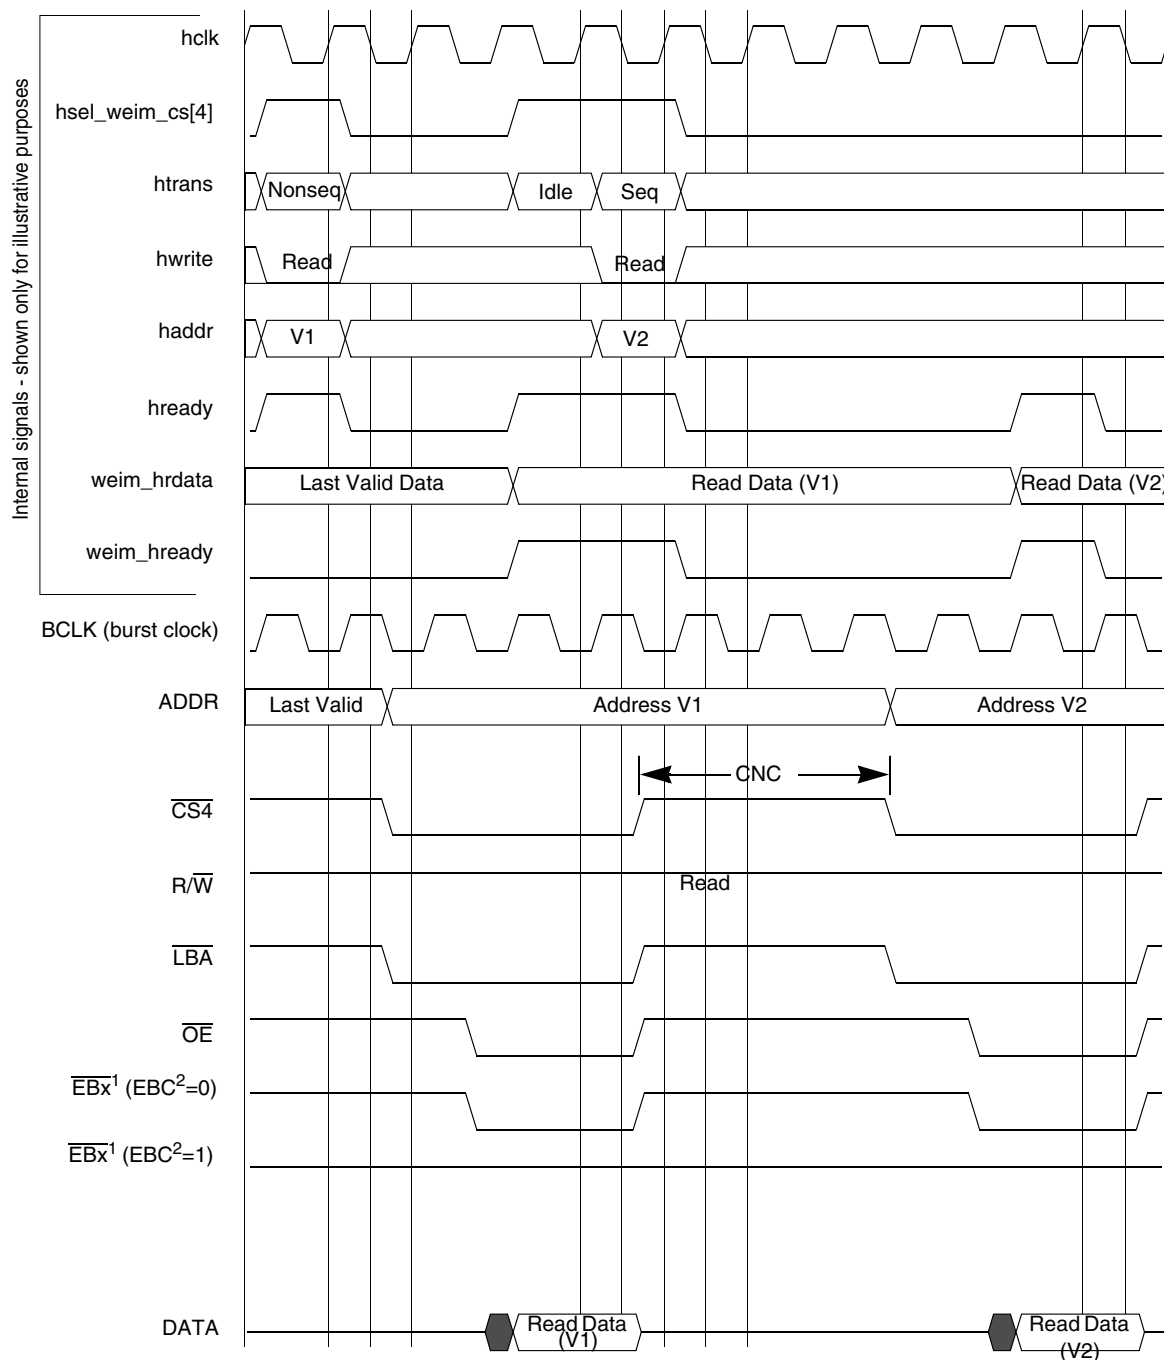 Internal signals - shown only for illustrative purposes
hclk
hsel_weim_cs[4]
htrans Nonseq Idle Seq
hwrite Read Read
haddr V1 V2
hready
weim_hrdata Last Valid Data Read Data (V1) Read Data (V2)
weim_hready
BCLK (burst clock)
ADDR Last Valid Address V1 Address V2
CNC
CS4
R/W Read
LBA
OE
EBx1 (EBC2=0)
EBx1 (EBC2=1)
DATA Read Data (V1) Read Data (V2)